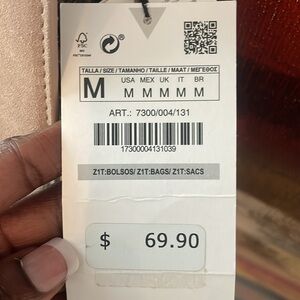 FSC
TALLA / SIZE / TAMANHO / TAILLE / MAAT / ΜΕΓΕΘΟΣ
M
USA MEX UK IT BR
M M M M M
ART.: 7300/004/131
17300004131039
Z1T:BOLSOS/ Z1T:BAGS/ Z1T:SACS
$ 69.90